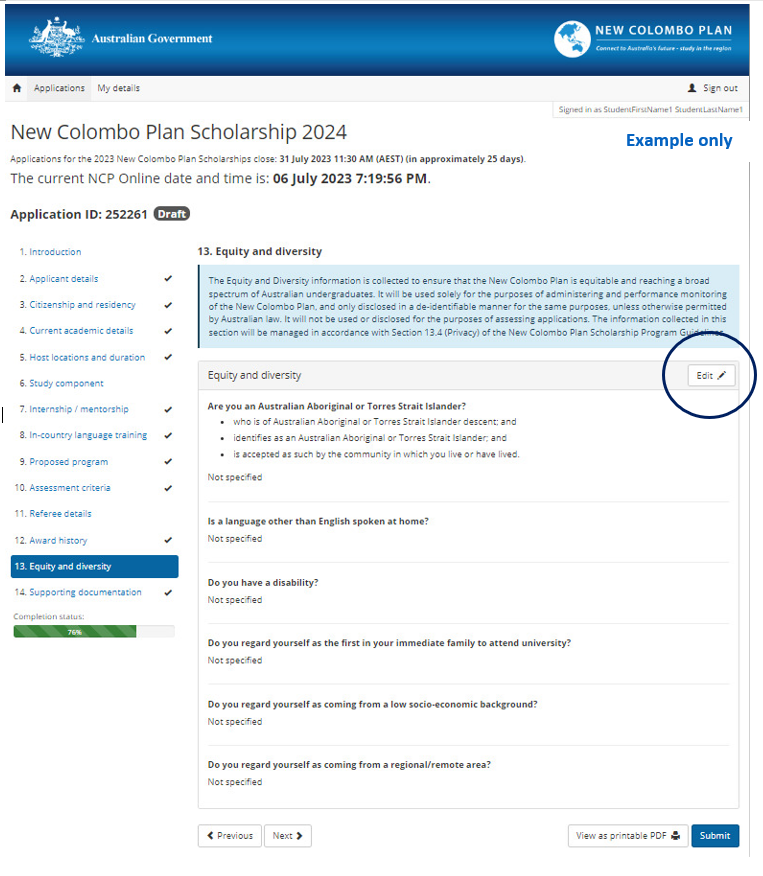 Australian Government
NEW COLOMBO PLAN
Connect to Australia's future - study in the region
Applications
My details
Sign out
Signed in as StudentFirstName1 StudentLastName1
New Colombo Plan Scholarship 2024
Example only
Applications for the 2023 New Colombo Plan Scholarships close: 31 July 2023 11:30 AM (AEST) (in approximately 25 days).
The current NCP Online date and time is: 06 July 2023 7:19:56 PM.
Application ID: 252261 Draft
1. Introduction
2. Applicant details
3. Citizenship and residency
4. Current academic details
5. Host locations and duration
6. Study component
7. Internship / mentorship
8. In-country language training
9. Proposed program
10. Assessment criteria
11. Referee details
12. Award history
13. Equity and diversity
14. Supporting documentation
Completion status:
76%
13. Equity and diversity
The Equity and Diversity information is collected to ensure that the New Colombo Plan is equitable and reaching a broad
spectrum of Australian undergraduates. It will be used solely for the purposes of administering and performance monitoring
of the New Colombo Plan, and only disclosed in a de-identifiable manner for the same purposes, unless otherwise permitted
by Australian law. It will not be used or disclosed for the purposes of assessing applications. The information collected in this
section will be managed in accordance with Section 13.4 (Privacy) of the New Colombo Plan Scholarship Program Guidelines.
Equity and diversity
Edit
Are you an Australian Aboriginal or Torres Strait Islander?
• who is of Australian Aboriginal or Torres Strait Islander descent; and
• identifies as an Australian Aboriginal or Torres Strait Islander; and
• is accepted as such by the community in which you live or have lived.
Not specified
Is a language other than English spoken at home?
Not specified
Do you have a disability?
Not specified
Do you regard yourself as the first in your immediate family to attend university?
Not specified
Do you regard yourself as coming from a low socio-economic background?
Not specified
Do you regard yourself as coming from a regional/remote area?
Not specified
Previous
Next
View as printable PDF
Submit